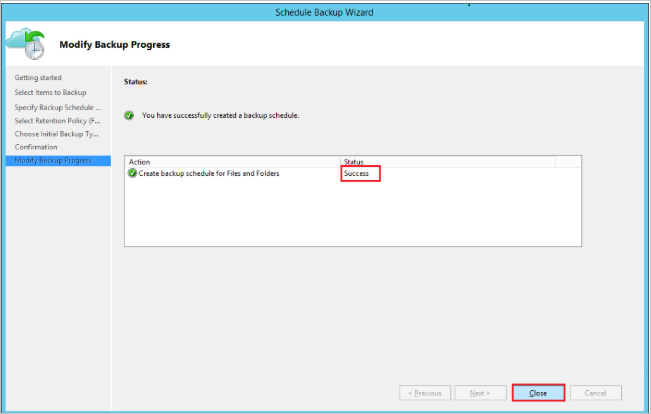 Schedule Backup Wizard
Modify Backup Progress
Getting started
Select Items to Backup
Specify Backup Schedule ...
Select Retention Policy (F...
Choose Initial Backup Ty...
Confirmation
Modify Backup Progress
Status:
You have successfully created a backup schedule.
Action Status
Create backup schedule for Files and Folders Success
< Previous Next > Close Cancel